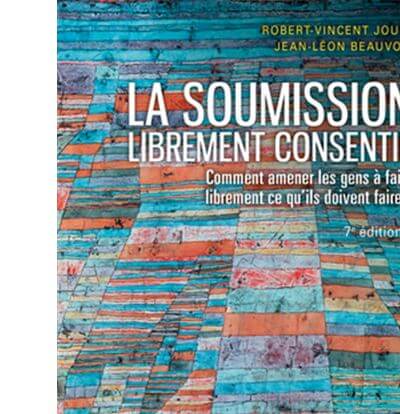 ROBERT-VINCENT JOU
JEAN-LÉON BEAUVO
LA SOUMISSION
LIBREMENT CONSENTI
Comment amener les gens à fai
librement ce qu'ils doivent faire
7e édition